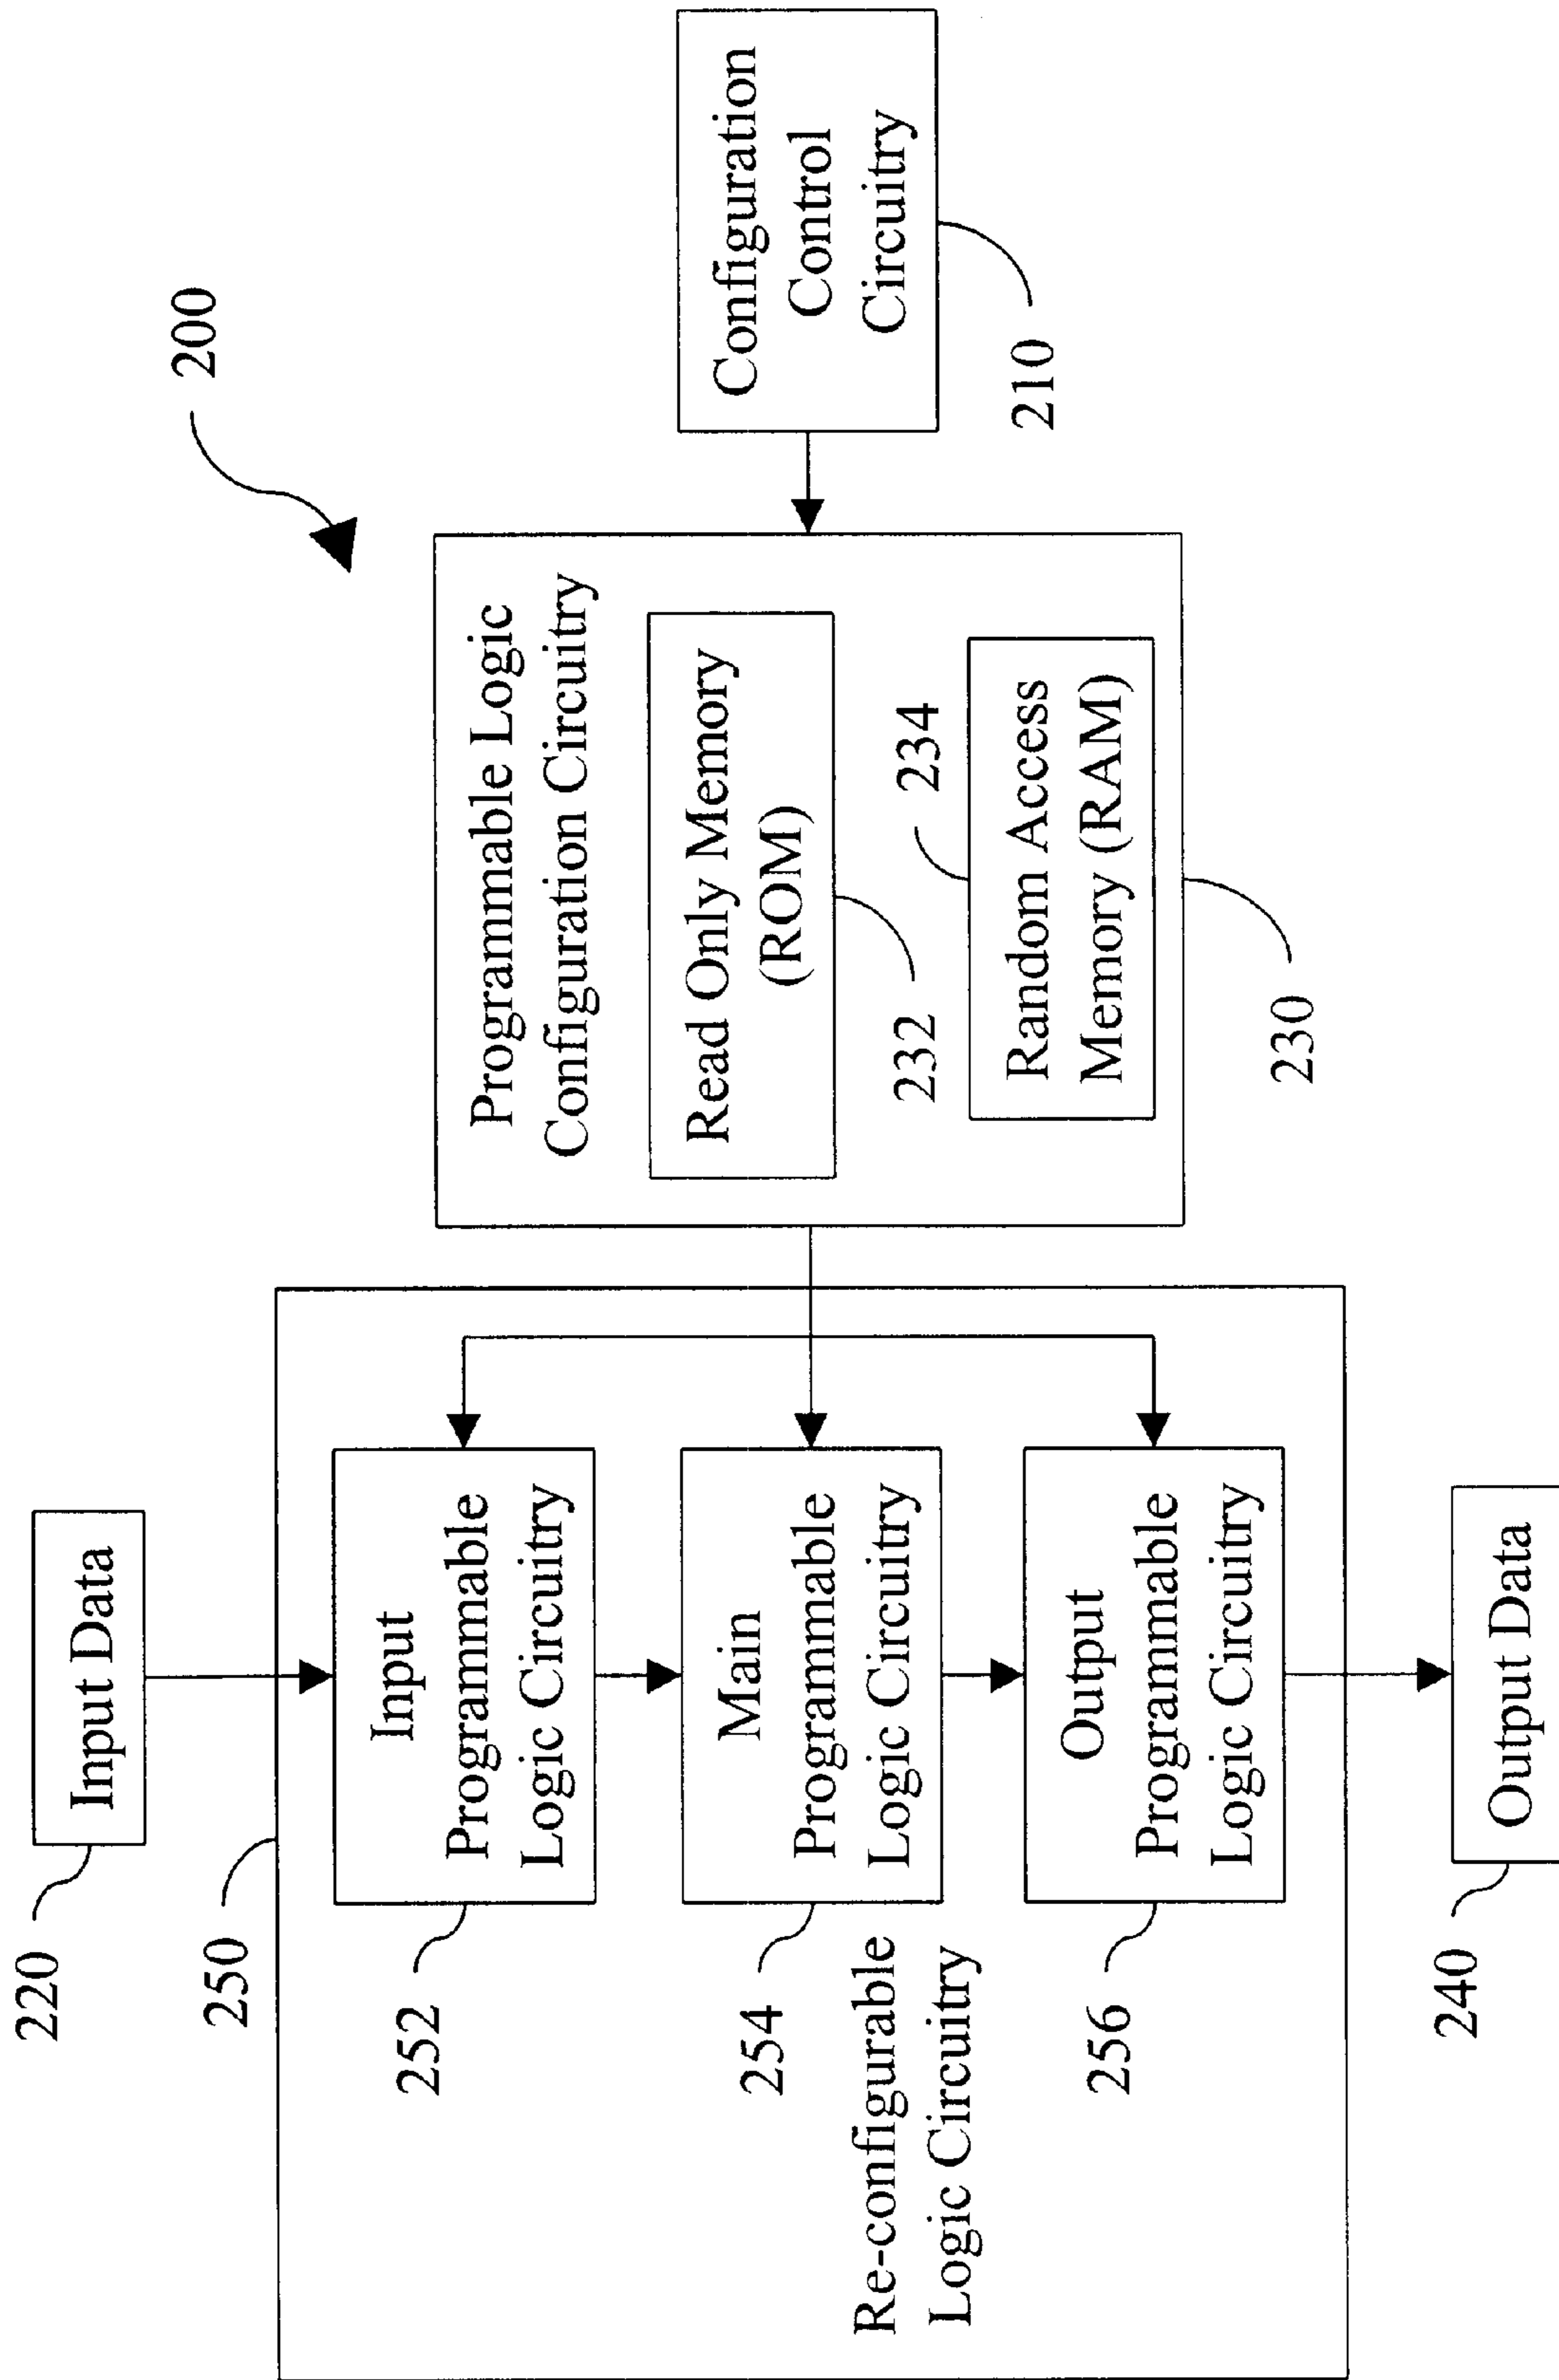 200
220
Input Data
250
252
Input
Programmable
Logic Circuitry
254
Main
Programmable
Logic Circuitry
Re-configurable
Logic Circuitry
256
Output
Programmable
Logic Circuitry
240
Output Data
Programmable Logic
Configuration Circuitry
Read Only Memory
(ROM)
232
234
Random Access
Memory (RAM)
230
Configuration
Control
Circuitry
210